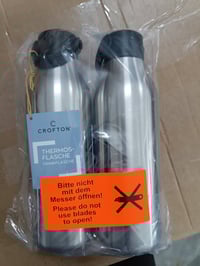 C
CROFTON
THERMOS-
FLASCHE
Bitte nicht
mit dem
Messer öffnen!
Please do not
use blades
to open!